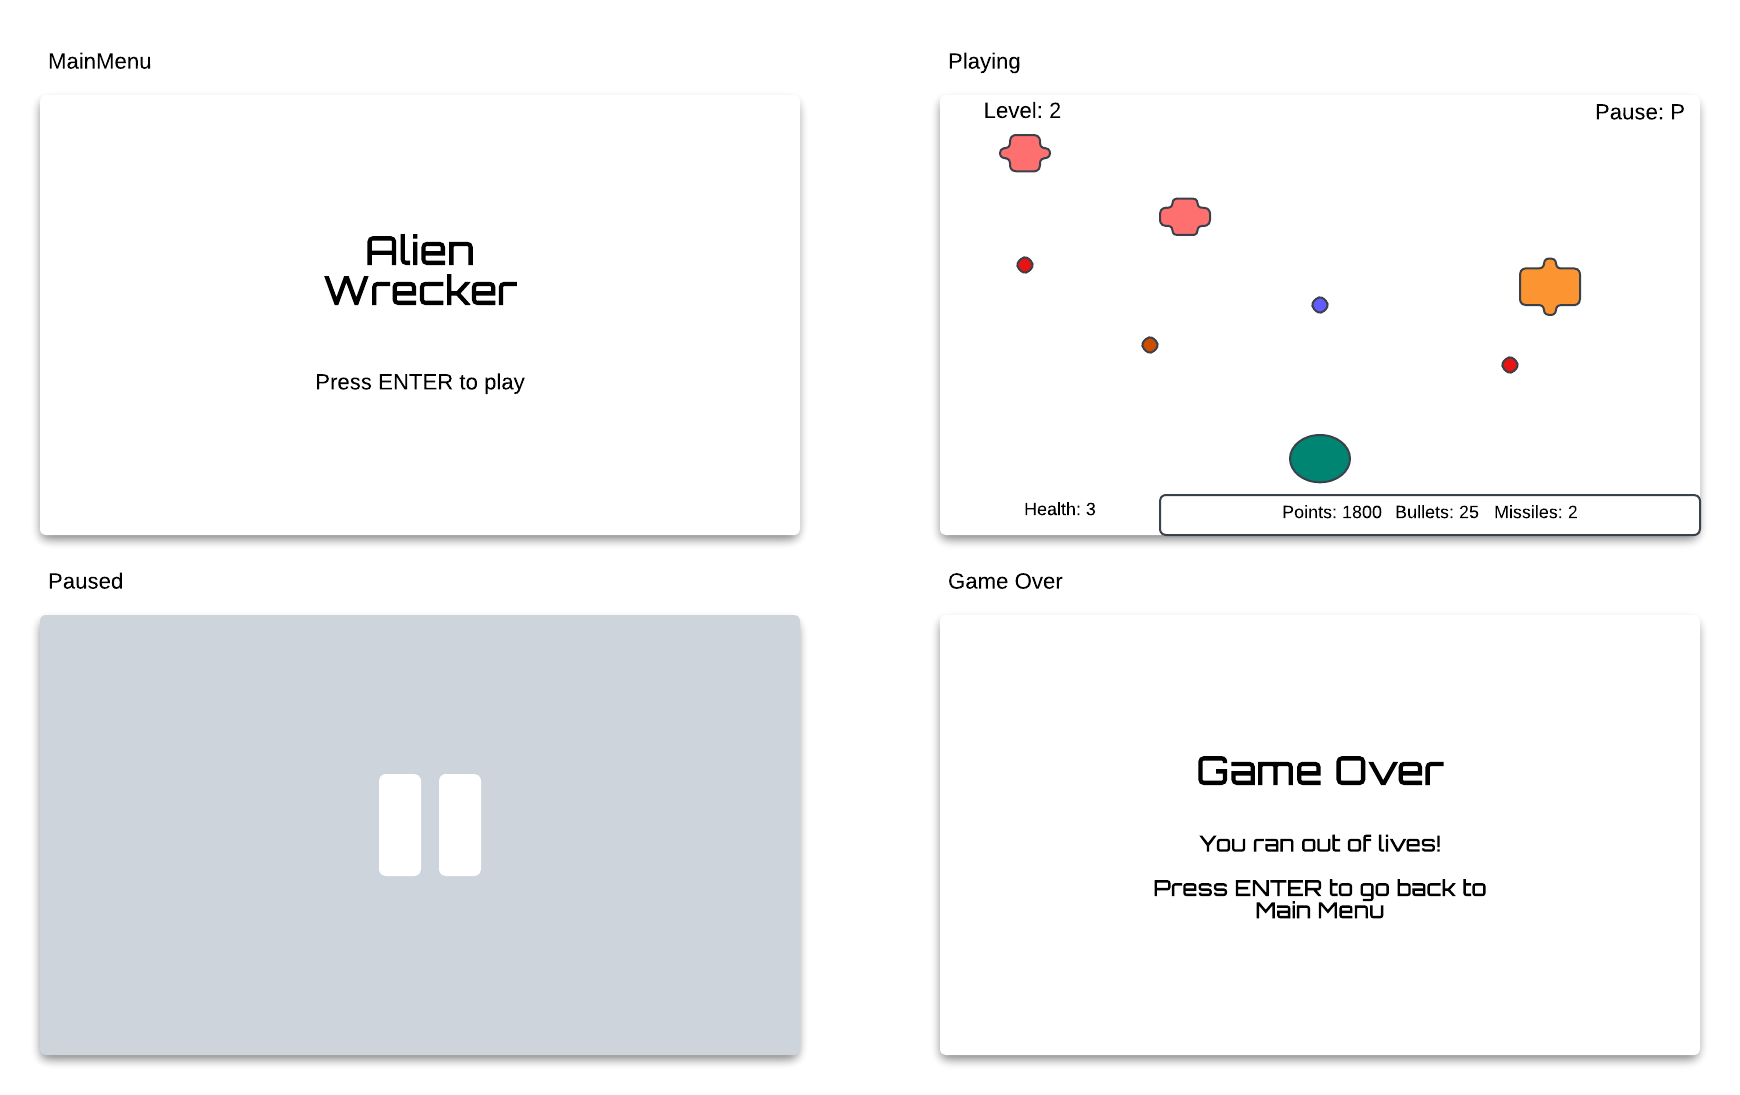 MainMenu
Alien
Wrecker
Press ENTER to play
Playing
Level: 2
Pause: P
Health: 3
Points: 1800 Bullets: 25 Missiles: 2
Paused
Game Over
Game Over
You ran out of lives!
Press ENTER to go back to
Main Menu